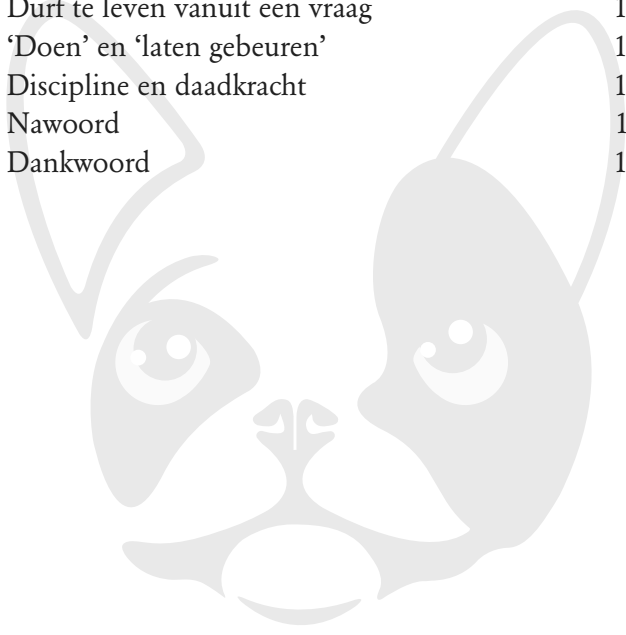 Durf te leven vanuit een vraag 1
‘Doen’ en ‘laten gebeuren’ 1
Discipline en daadkracht 1
Nawoord 1
Dankwoord 1